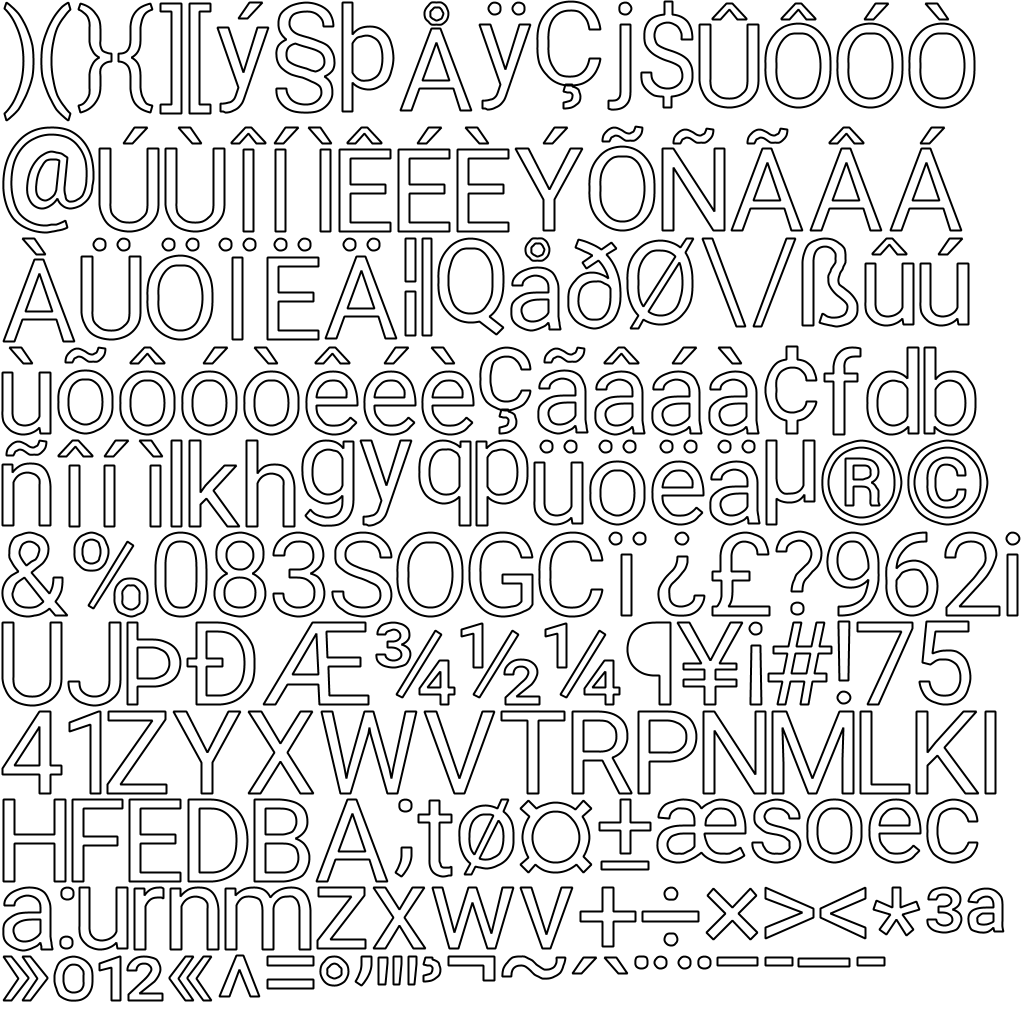 )(}{][ý§þÅÿÇj$ÛÔÓÒ
@ÚÙÎÍÌÊÉÈÝÕÑÃÂÁ
ÀÜÖÏËÄ¦|QåðØ\/ßûú
ùõôóòêéèçãâáà¢fdb
ñîíìlkhgyqpüöëäµ®©
&%083SOGCï¿£?962i
UJÞÐÆ¾½¼¶¥¡#!75
41ZYXWVTRPNMLKI
HFEDBA;tø¤±æsoec
a:urnmzxwv+÷×><*³ª
»º¹²«^=°,"'¬~´`¨¯-_